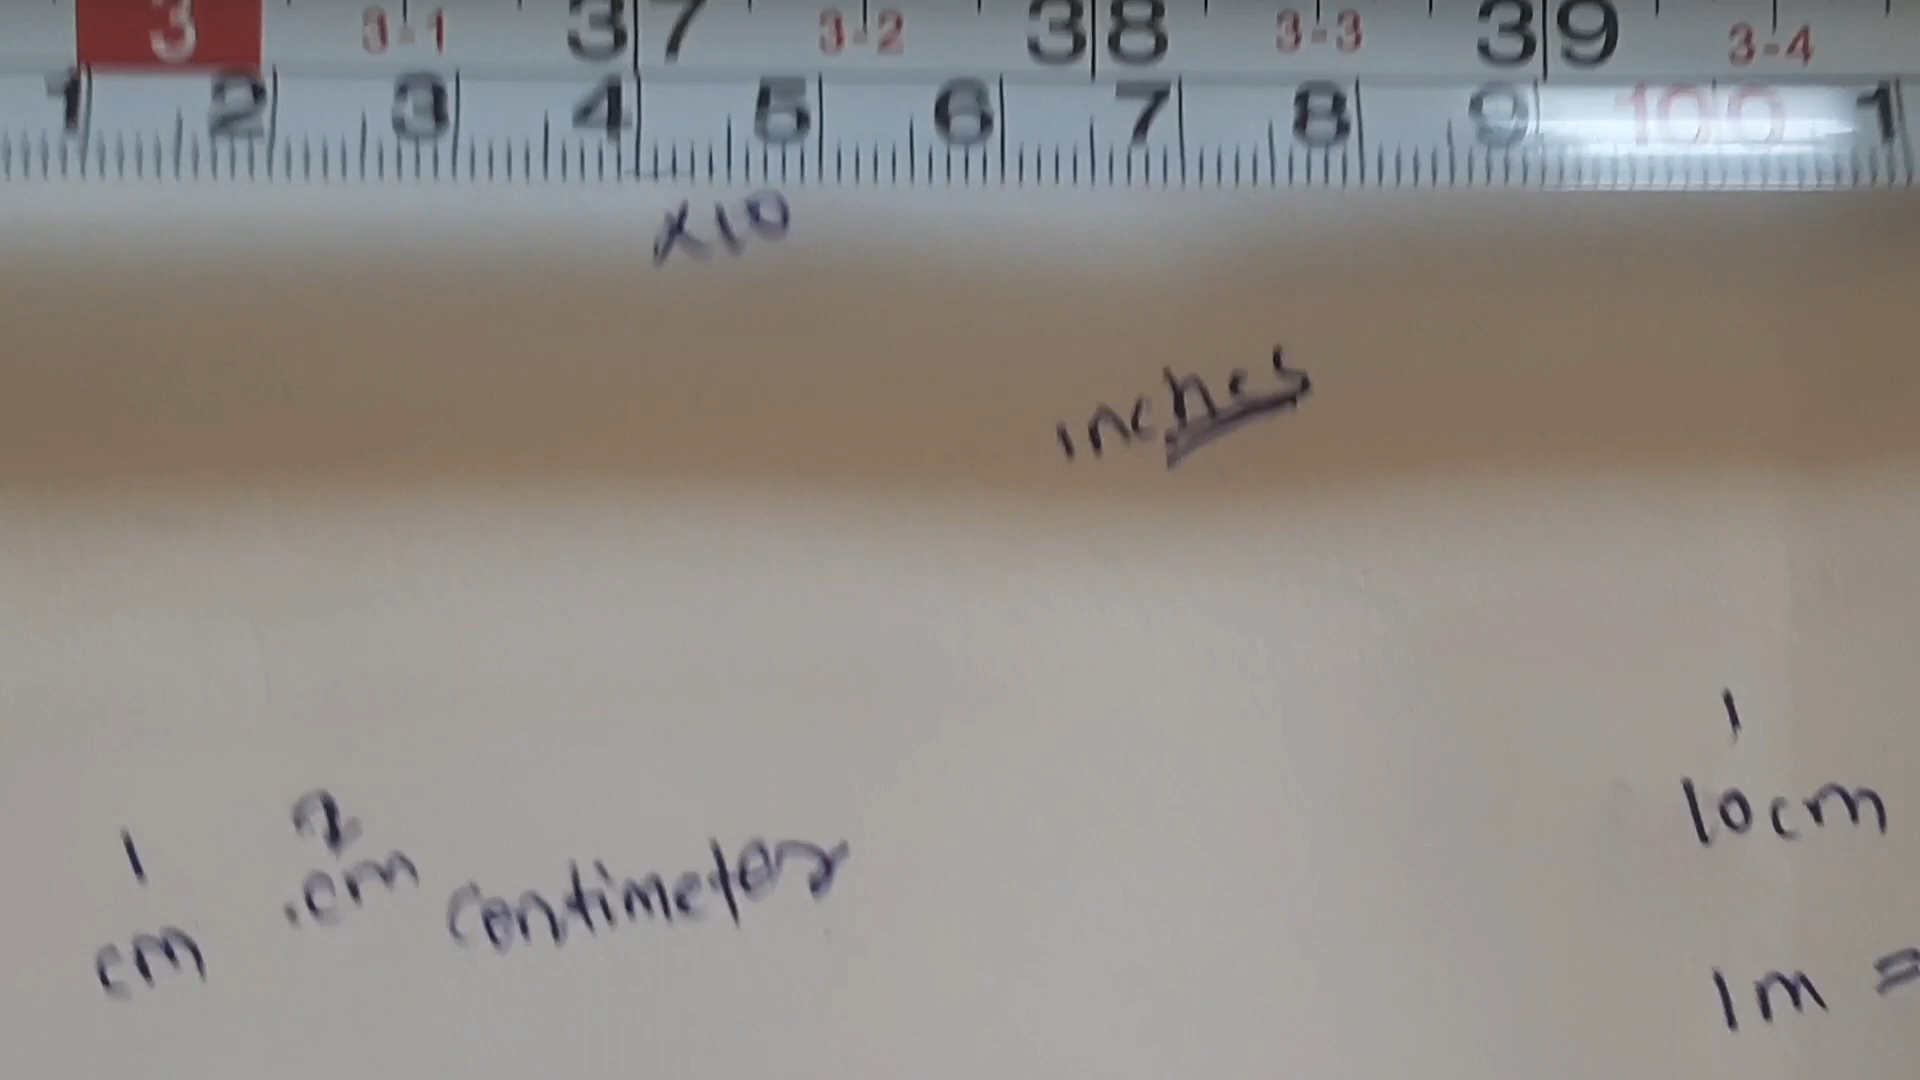 3 3-1 37 3-2 38 3-3 39 3-4
1 2 3 4 5 6 7 8 9 100 1
x10
inches
1
10cm
1 2
cm .cm centimeter
1m =